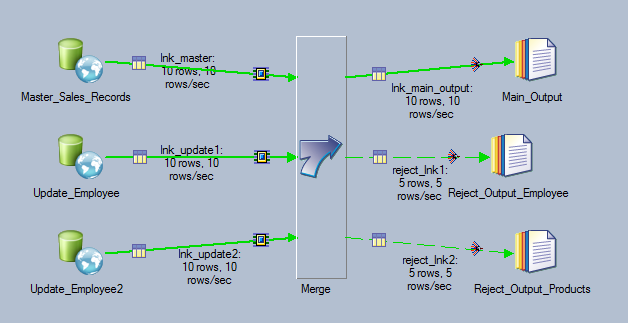 lnk_master:
10 rows, 10
rows/sec
Master_Sales_Records
lnk_main_output:
10 rows, 10
rows/sec
Main_Output
lnk_update1:
10 rows, 10
rows/sec
Update_Employee
reject_lnk1:
5 rows, 5
rows/sec
Reject_Output_Employee
lnk_update2:
10 rows, 10
rows/sec
Update_Employee2
Merge
reject_lnk2:
5 rows, 5
rows/sec
Reject_Output_Products